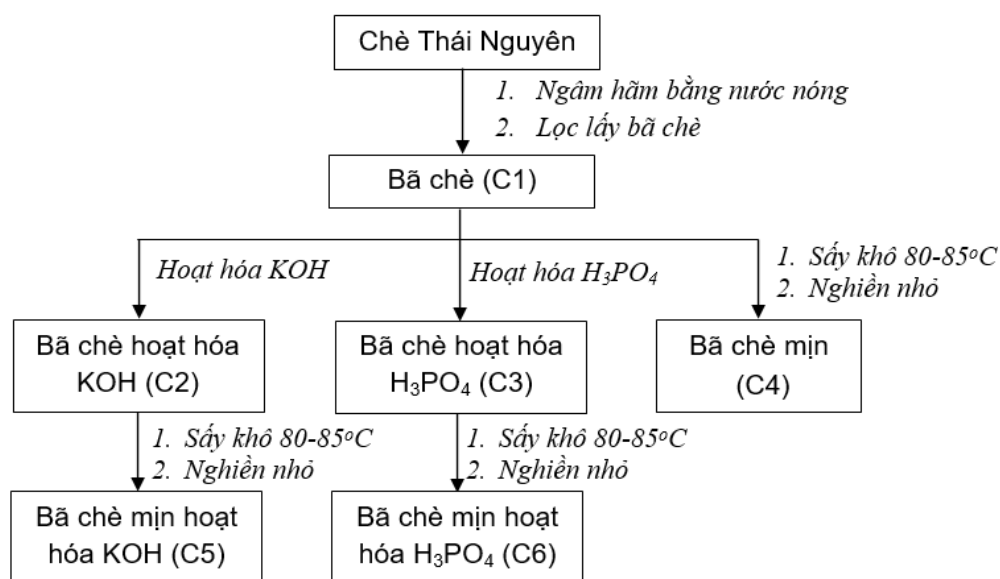 Chè Thái Nguyên
1. Ngâm hãm bằng nước nóng
2. Lọc lấy bã chè
Bã chè (C1)
Hoạt hóa KOH
Hoạt hóa H₃PO₄
1. Sấy khô 80-85ºC
2. Nghiền nhỏ
Bã chè hoạt hóa
KOH (C2)
Bã chè hoạt hóa
H₃PO₄ (C3)
Bã chè mịn
(C4)
1. Sấy khô 80-85ºC
2. Nghiền nhỏ
1. Sấy khô 80-85ºC
2. Nghiền nhỏ
Bã chè mịn hoạt
hóa KOH (C5)
Bã chè mịn hoạt
hóa H₃PO₄ (C6)